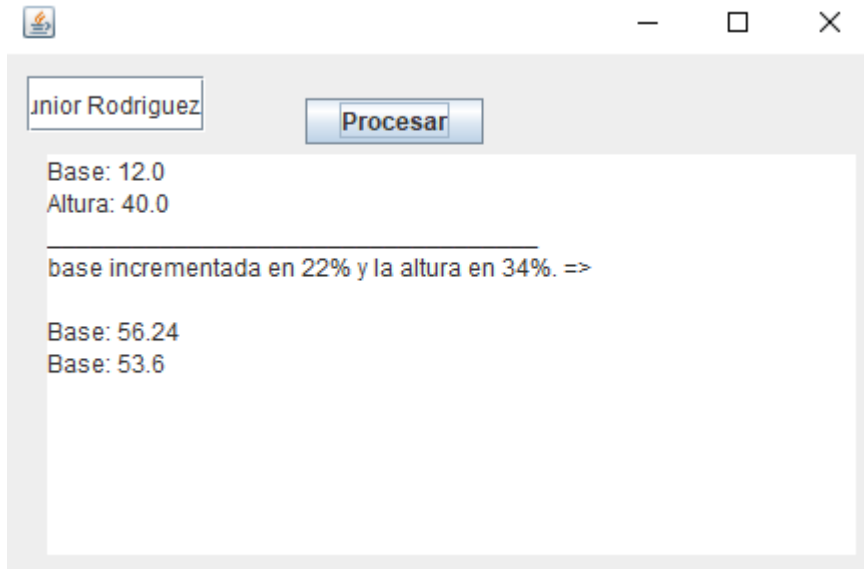 unior Rodriguez
Procesar
Base: 12.0
Altura: 40.0
___________________________________
base incrementada en 22% y la altura en 34%. =>
Base: 56.24
Base: 53.6